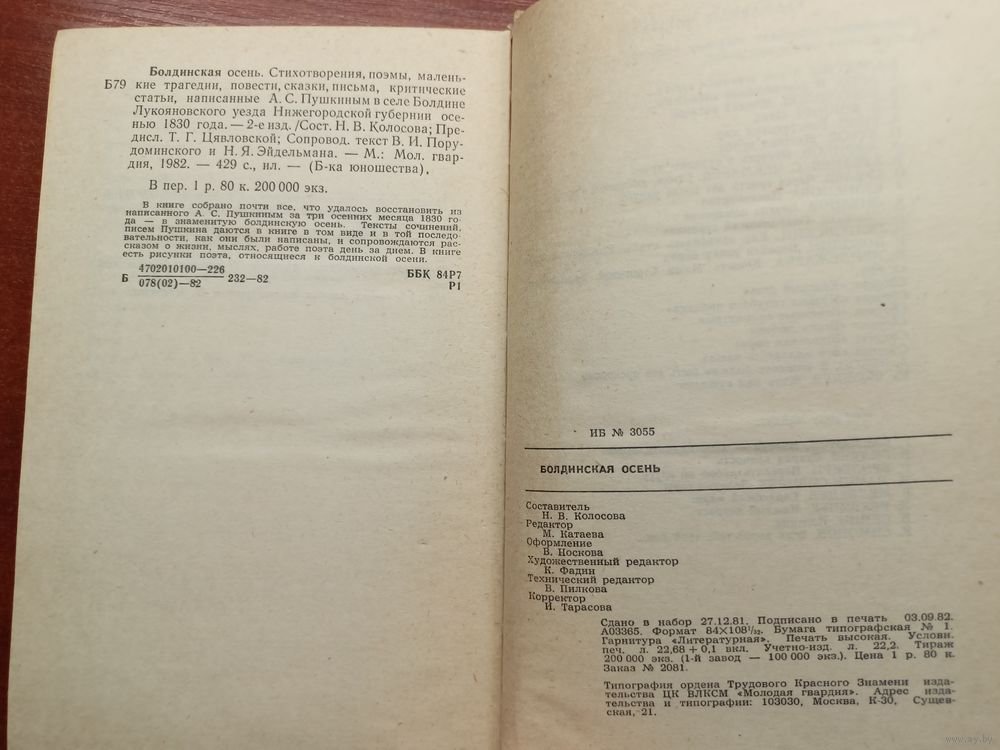 Болдинская осень. Стихотворения, поэмы, малень-
Б79 кие трагедии, повести, сказки, письма, критические
статьи, написанные А. С. Пушкиным в селе Болдине
Лукояновского уезда Нижегородской губернии осе-
нью 1830 года. — 2-е изд. /Сост. Н. В. Колосова; Пре-
дисл. Т. Г. Цявловской; Сопровод. текст В. И. Пору-
доминского и Н. Я. Эйдельмана. — М.: Мол. гвар-
дия, 1982. — 429 с., ил. — (Б-ка юношества).
В пер. 1 р. 80 к. 200 000 экз.
В книге собрано почти все, что удалось восстановить из
написанного А. С. Пушкиным за три осенних месяца 1830 го-
да — в знаменитую болдинскую осень. Тексты сочинений,
писем Пушкина даются в книге в том виде и в той последо-
вательности, как они были написаны, и сопровождаются рас-
сказом о жизни, мыслях, работе поэта день за днем. В книге
есть рисунки поэта, относящиеся к болдинской осени.
Б 4702010100—226
078(02)—82 232—82
ББК 84Р7
Р1
ИБ № 3055
БОЛДИНСКАЯ ОСЕНЬ
Составитель
Н. В. Колосова
Редактор
М. Катаева
Оформление
В. Носкова
Художественный редактор
К. Фадин
Технический редактор
В. Пилкова
Корректор
И. Тарасова
Сдано в набор 27.12.81. Подписано в печать 03.09.82.
А03365. Формат 84×108¹/₃₂. Бумага типографская № 1.
Гарнитура «Литературная». Печать высокая. Условн.
печ. л. 22,68 + 0,1 вкл. Учетно-изд. л. 22,2. Тираж
200 000 экз. (1-й завод — 100 000 экз.). Цена 1 р. 80 к.
Заказ № 2081.
Типография ордена Трудового Красного Знамени изда-
тельства ЦК ВЛКСМ «Молодая гвардия». Адрес изда-
тельства и типографии: 103030, Москва, К-30, Сущев-
ская, 21.
www.ay.by